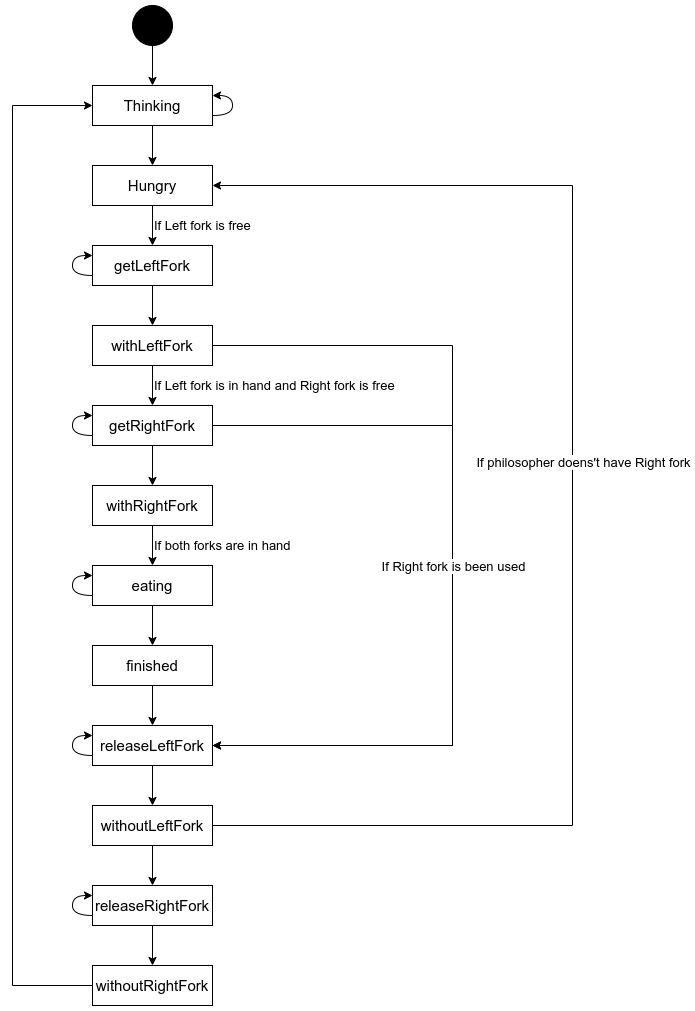 Thinking
Hungry
If Left fork is free
getLeftFork
withLeftFork
If Left fork is in hand and Right fork is free
getRightFork
If philosopher doens't have Right fork
withRightFork
If both forks are in hand
If Right fork is been used
eating
finished
releaseLeftFork
withoutLeftFork
releaseRightFork
withoutRightFork